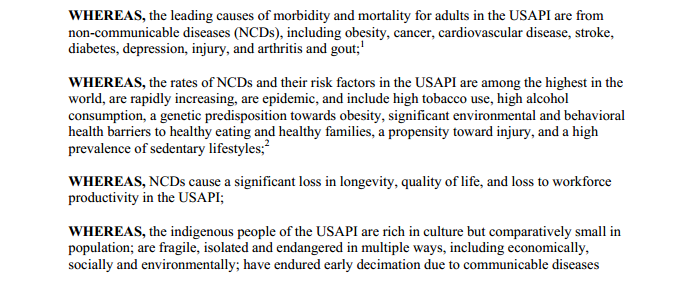 WHEREAS, the leading causes of morbidity and mortality for adults in the USAPI are from
non-communicable diseases (NCDs), including obesity, cancer, cardiovascular disease, stroke,
diabetes, depression, injury, and arthritis and gout;1
WHEREAS, the rates of NCDs and their risk factors in the USAPI are among the highest in the
world, are rapidly increasing, are epidemic, and include high tobacco use, high alcohol
consumption, a genetic predisposition towards obesity, significant environmental and behavioral
health barriers to healthy eating and healthy families, a propensity toward injury, and a high
prevalence of sedentary lifestyles;2
WHEREAS, NCDs cause a significant loss in longevity, quality of life, and loss to workforce
productivity in the USAPI;
WHEREAS, the indigenous people of the USAPI are rich in culture but comparatively small in
population; are fragile, isolated and endangered in multiple ways, including economically,
socially and environmentally; have endured early decimation due to communicable diseases